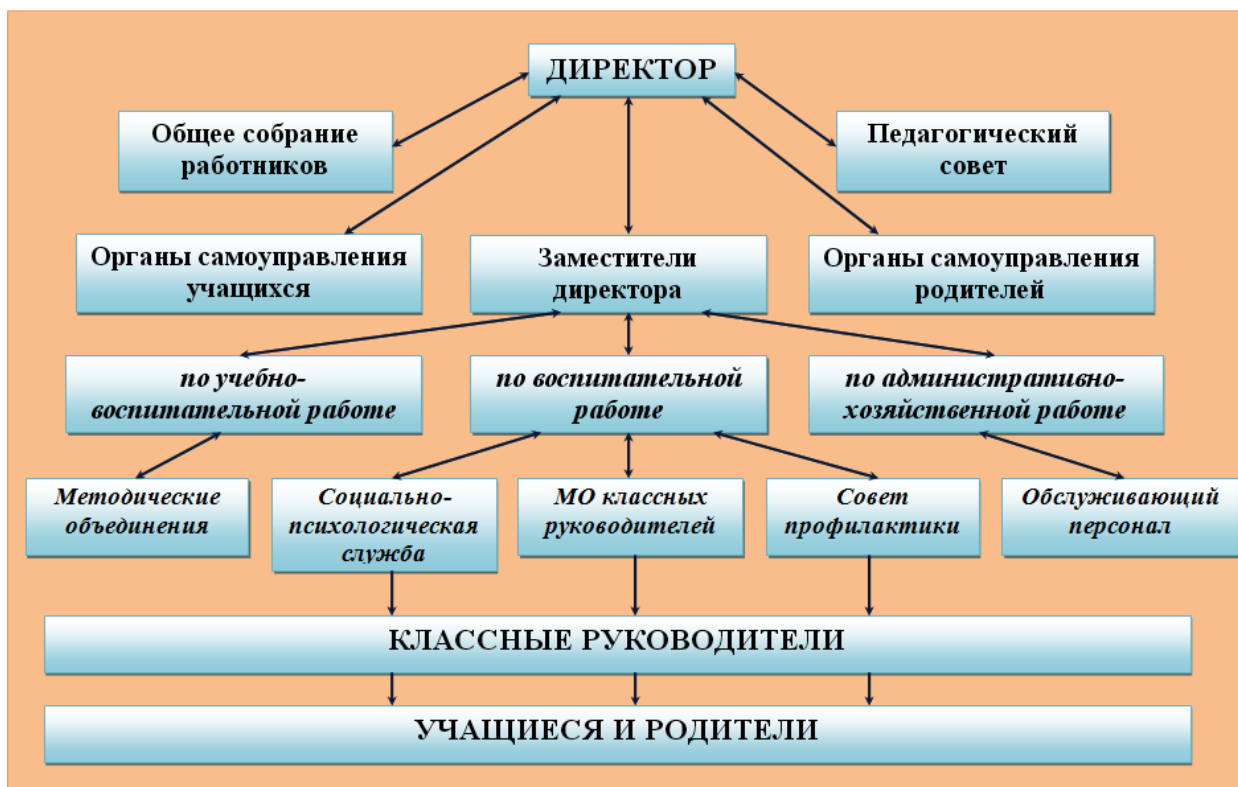 ДИРЕКТОР
Общее собрание
работников
Педагогический
совет
Органы самоуправления
учащихся
Заместители
директора
Органы самоуправления
родителей
по учебно-
воспитательной работе
по воспитательной
работе
по административно-
хозяйственной работе
Методические
объединения
Социально-
психологическая
служба
МО классных
руководителей
Совет
профилактики
Обслуживающий
персонал
КЛАССНЫЕ РУКОВОДИТЕЛИ
УЧАЩИЕСЯ И РОДИТЕЛИ